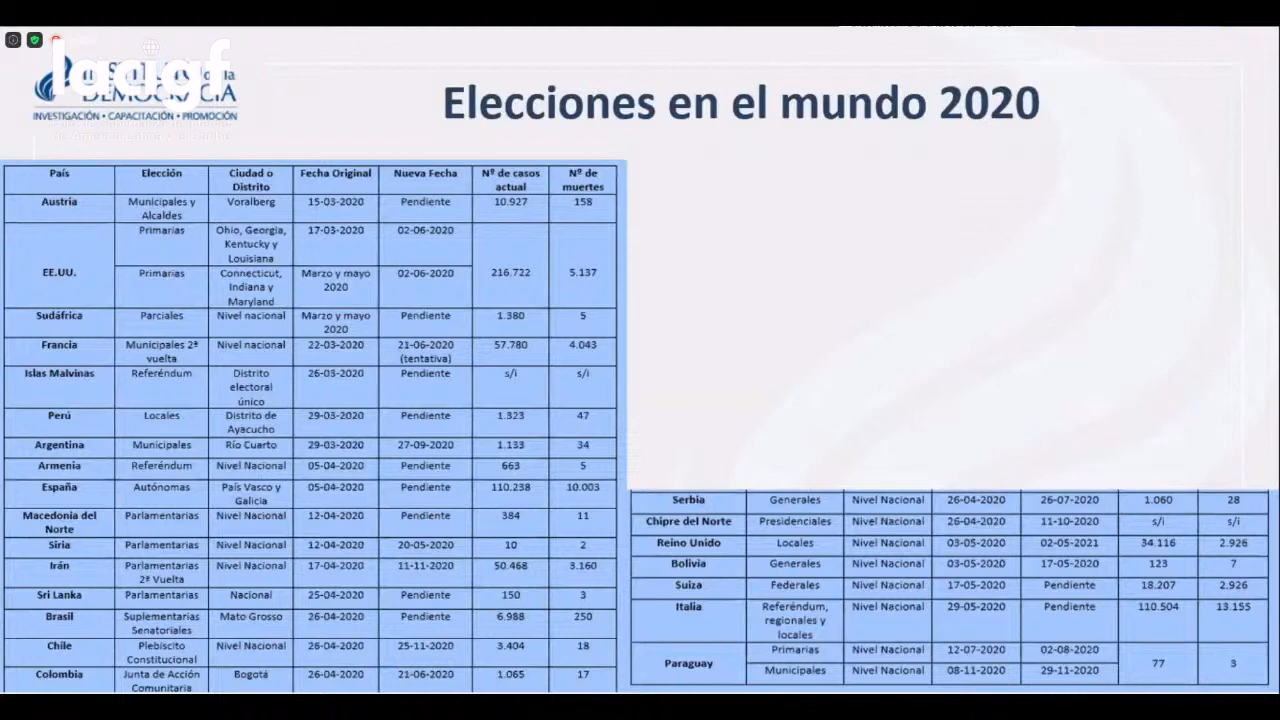 lacigf
DEMOCRACIA
INVESTIGACIÓN • CAPACITACIÓN • PROMOCIÓN
Elecciones en el mundo 2020
País Elección Ciudad o Distrito Fecha Original Nueva Fecha Nº de casos actual Nº de muertes
Austria Municipales y Alcaldes Voralberg 15-03-2020 Pendiente 10.927 158
EE.UU. Primarias Ohio, Georgia, Kentucky y Louisiana 17-03-2020 02-06-2020 216.722 5.137
Primarias Connecticut, Indiana y Maryland Marzo y mayo 2020 02-06-2020
Sudáfrica Parciales Nivel nacional Marzo y mayo 2020 Pendiente 1.380 5
Francia Municipales 2ª vuelta Nivel nacional 22-03-2020 21-06-2020 (tentativa) 57.780 4.043
Islas Malvinas Referéndum Distrito electoral único 26-03-2020 Pendiente s/i s/i
Perú Locales Distrito de Ayacucho 29-03-2020 Pendiente 1.323 47
Argentina Municipales Río Cuarto 29-03-2020 27-09-2020 1.133 34
Armenia Referéndum Nivel Nacional 05-04-2020 Pendiente 663 5
España Autónomas País Vasco y Galicia 05-04-2020 Pendiente 110.238 10.003
Macedonia del Norte Parlamentarias Nivel Nacional 12-04-2020 Pendiente 384 11
Siria Parlamentarias Nivel Nacional 12-04-2020 20-05-2020 10 2
Irán Parlamentarias 2ª Vuelta Nivel Nacional 17-04-2020 11-11-2020 50.468 3.160
Sri Lanka Parlamentarias Nacional 25-04-2020 Pendiente 150 3
Brasil Suplementarias Senatoriales Mato Grosso 26-04-2020 Pendiente 6.988 250
Chile Plebiscito Constitucional Nivel Nacional 26-04-2020 25-11-2020 3.404 18
Colombia Junta de Acción Comunitaria Bogotá 26-04-2020 21-06-2020 1.065 17
Serbia Generales Nivel Nacional 26-04-2020 26-07-2020 1.060 28
Chipre del Norte Presidenciales Nivel Nacional 26-04-2020 11-10-2020 s/i s/i
Reino Unido Locales Nivel Nacional 03-05-2020 02-05-2021 34.116 2.926
Bolivia Generales Nivel Nacional 03-05-2020 17-05-2020 123 7
Suiza Federales Nivel Nacional 17-05-2020 Pendiente 18.207 2.926
Italia Referéndum, regionales y locales Nivel Nacional 29-05-2020 Pendiente 110.504 13.155
Paraguay Primarias Nivel Nacional 12-07-2020 02-08-2020 77 3
Municipales Nivel Nacional 08-11-2020 29-11-2020